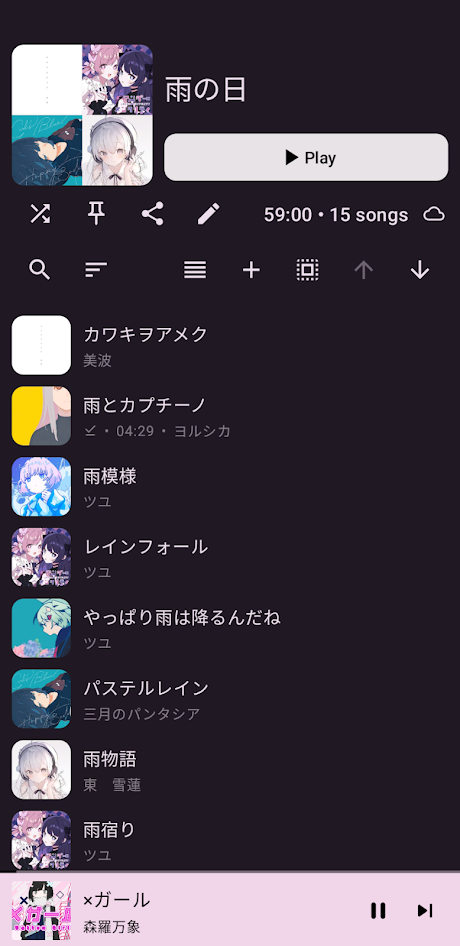 雨の日
Play
59:00 • 15 songs
カワキヲアメク
美波
雨とカプチーノ
• 04:29 • ヨルシカ
雨模様
ツユ
レインフォール
ツユ
やっぱり雨は降るんだね
ツユ
パステルレイン
三月のパンタシア
雨物語
東　雪蓮
雨宿り
ツユ
×ガール
森羅万象